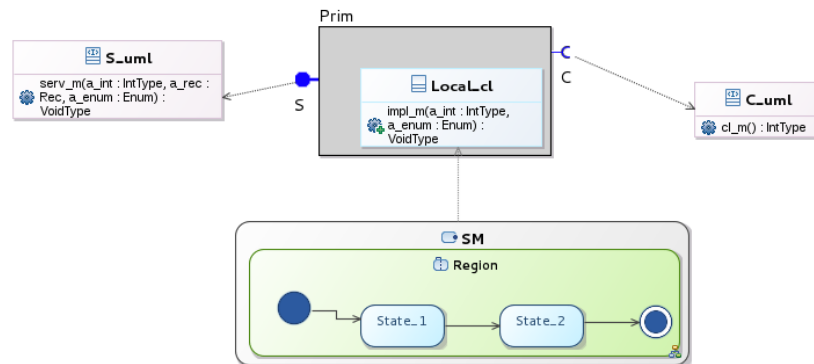 Prim
S_uml
serv_m(a_int : IntType, a_rec :
Rec, a_enum : Enum) :
VoidType
S
Local_cl
impl_m(a_int : IntType,
a_enum : Enum) :
VoidType
C
C_uml
cl_m() : IntType
SM
Region
State_1
State_2